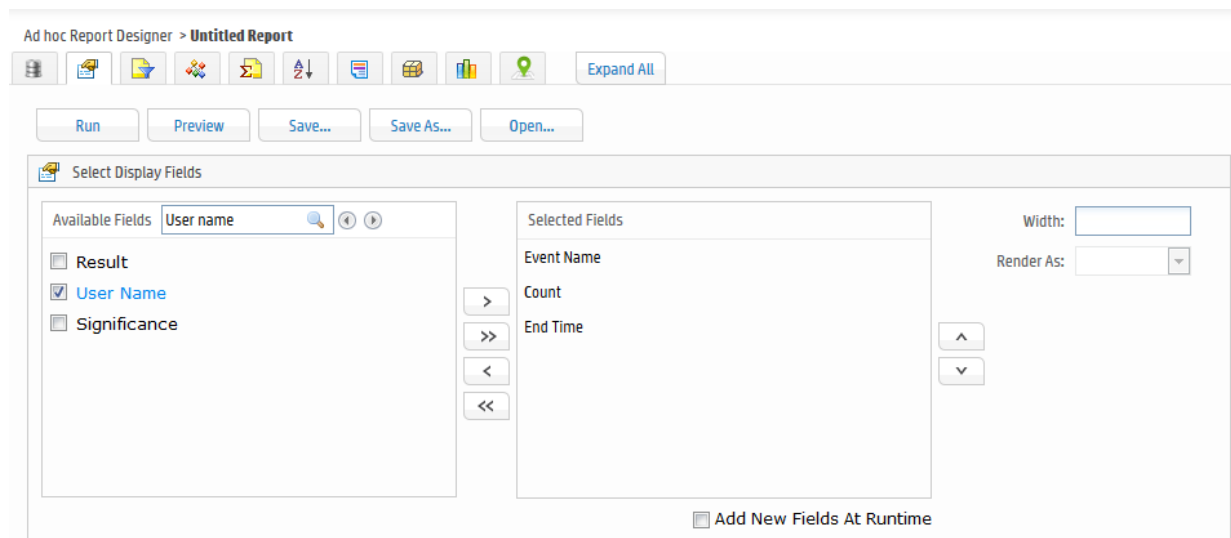 Ad hoc Report Designer > Untitled Report
Expand All
Run Preview Save... Save As... Open...
Select Display Fields
Available Fields User name
Selected Fields
Width:
Render As:
Result
User Name
Significance
Event Name
Count
End Time
> 
>>
<
<<
Add New Fields At Runtime